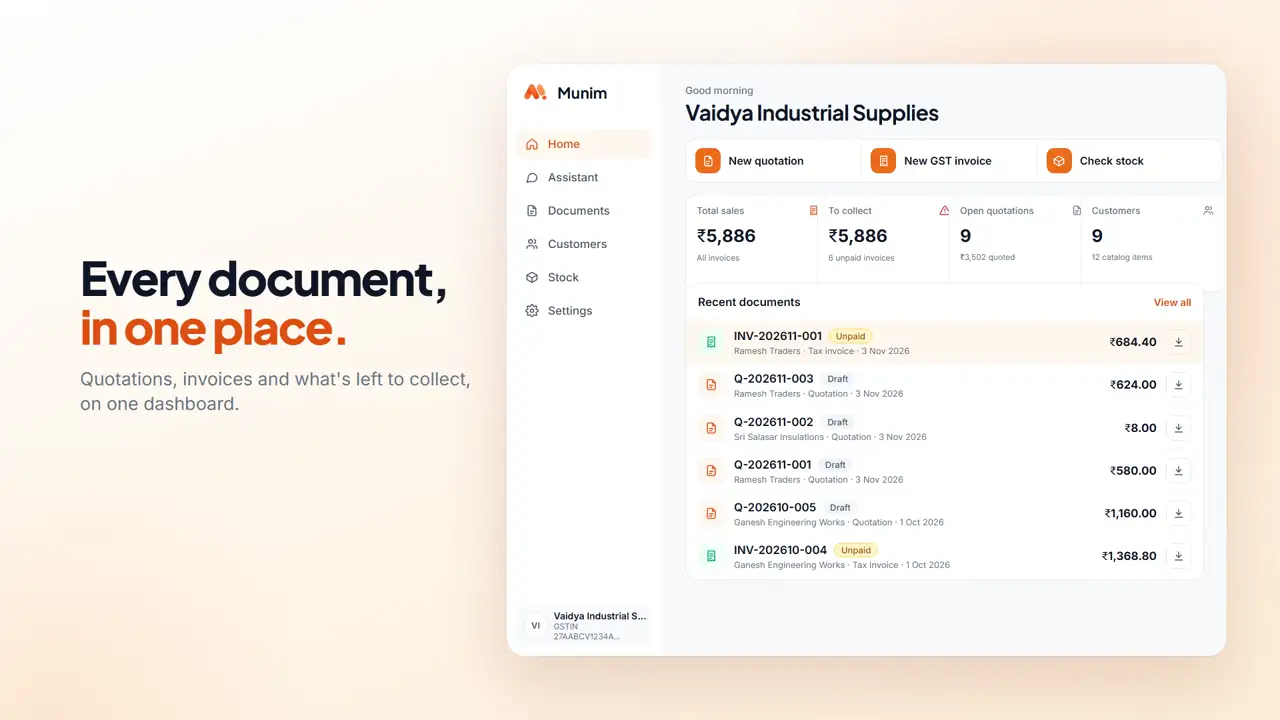 Every document,
in one place.
Quotations, invoices and what's left to collect,
on one dashboard.
Munim
Home
Assistant
Documents
Customers
Stock
Settings
Vaidya Industrial S...
VI
GSTIN
27AABCV1234A...
Good morning
Vaidya Industrial Supplies
New quotation
New GST invoice
Check stock
Total sales
₹5,886
All invoices
To collect
₹5,886
6 unpaid invoices
Open quotations
9
₹3,502 quoted
Customers
9
12 catalog items
Recent documents
View all
INV-202611-001 Unpaid
Ramesh Traders · Tax invoice · 3 Nov 2026
₹684.40
Q-202611-003 Draft
Ramesh Traders · Quotation · 3 Nov 2026
₹624.00
Q-202611-002 Draft
Sri Salasar Insulations · Quotation · 3 Nov 2026
₹8.00
Q-202611-001 Draft
Ramesh Traders · Quotation · 3 Nov 2026
₹580.00
Q-202610-005 Draft
Ganesh Engineering Works · Quotation · 1 Oct 2026
₹1,160.00
INV-202610-004 Unpaid
Ganesh Engineering Works · Tax invoice · 1 Oct 2026
₹1,368.80